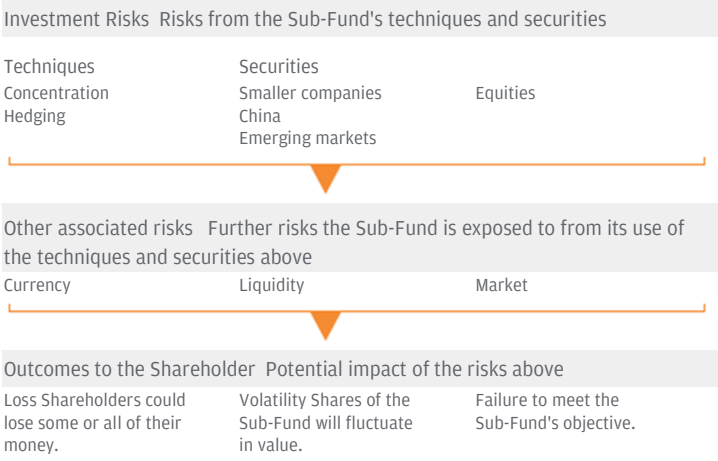 Investment Risks Risks from the Sub-Fund's techniques and securities
Techniques
Concentration
Hedging
Securities
Smaller companies
China
Emerging markets
Equities
Other associated risks Further risks the Sub-Fund is exposed to from its use of
the techniques and securities above
Currency
Liquidity
Market
Outcomes to the Shareholder Potential impact of the risks above
Loss Shareholders could
lose some or all of their
money.
Volatility Shares of the
Sub-Fund will fluctuate
in value.
Failure to meet the
Sub-Fund's objective.